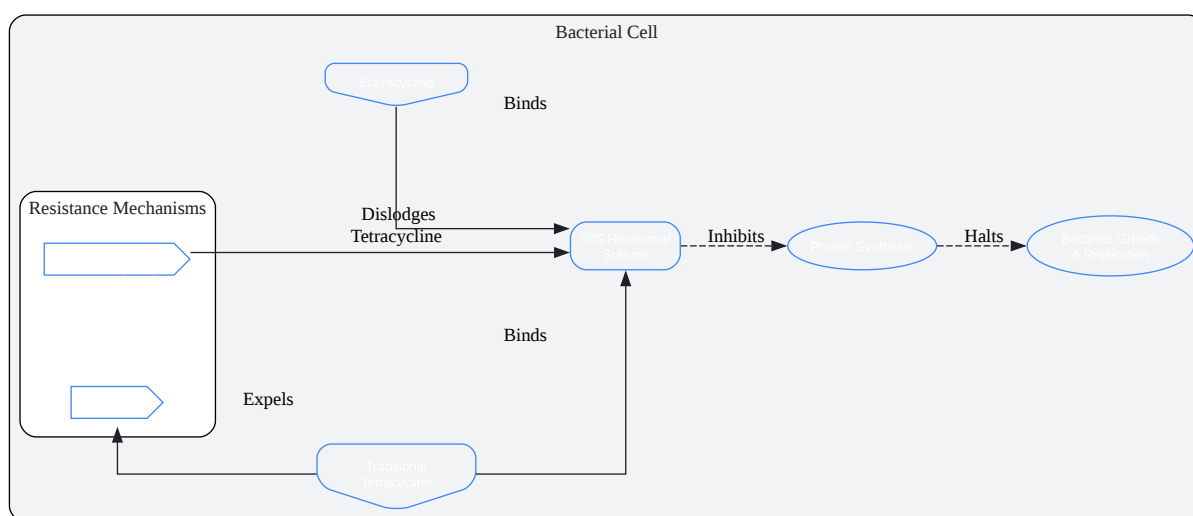 Bacterial Cell
Eravacycline
Binds
Resistance Mechanisms
Dislodges
Tetracycline
30S Ribosomal
Subunit
Inhibits
Protein Synthesis
Halts
Bacterial Growth
& Replication
Binds
Expels
Traditional
Tetracycline